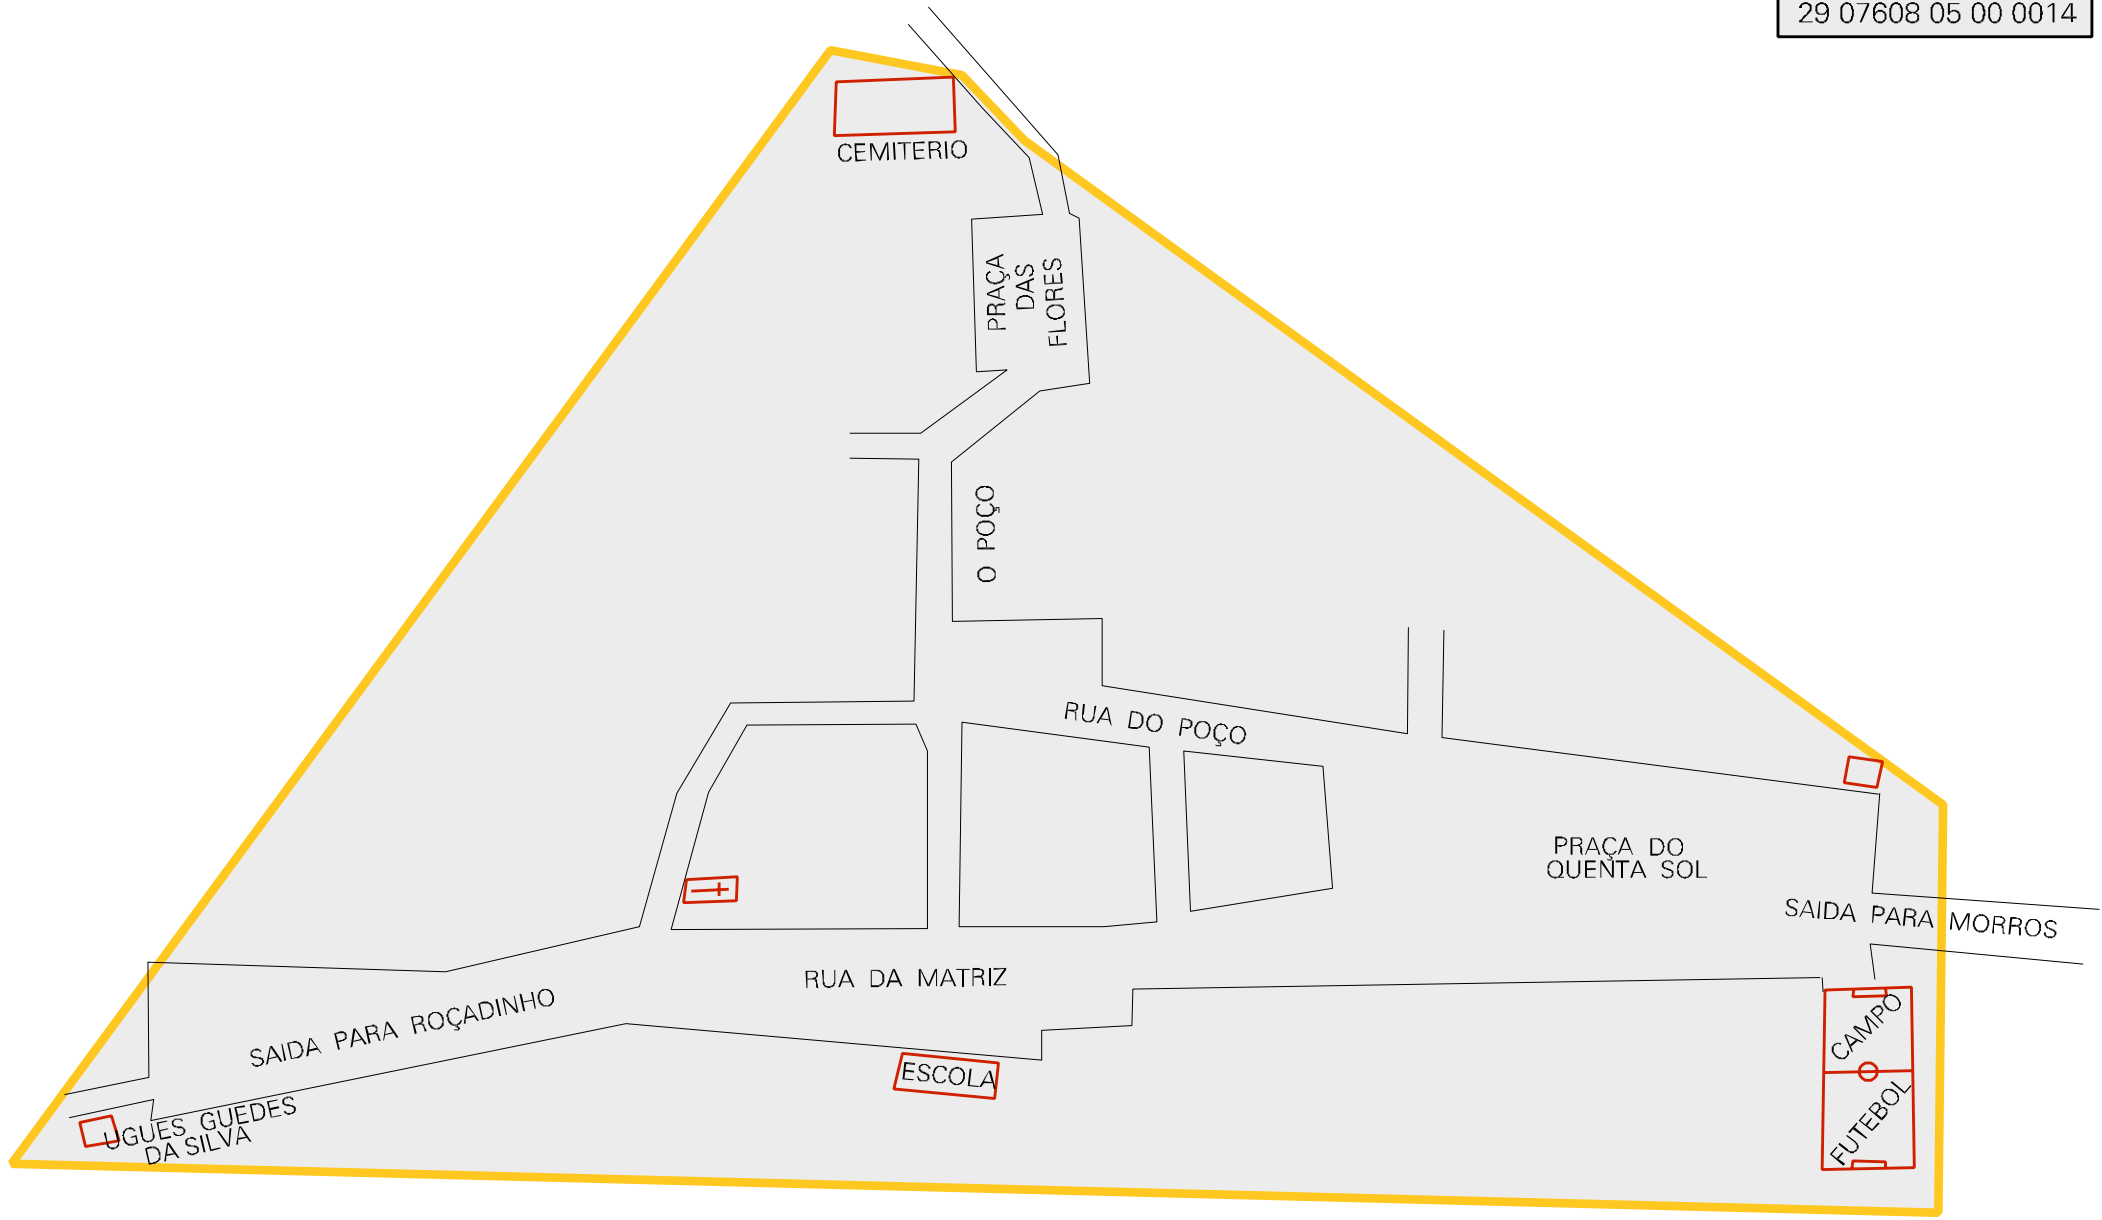 29 07608 05 00 0014
CEMITERIO
PRAÇA
DAS
FLORES
O POÇO
RUA DO POÇO
PRAÇA DO
QUENTA SOL
SAIDA PARA MORROS
RUA DA MATRIZ
SAIDA PARA ROÇADINHO
ESCOLA
CAMPO
FUTEBOL
UGUES GUEDES
DA SILVA